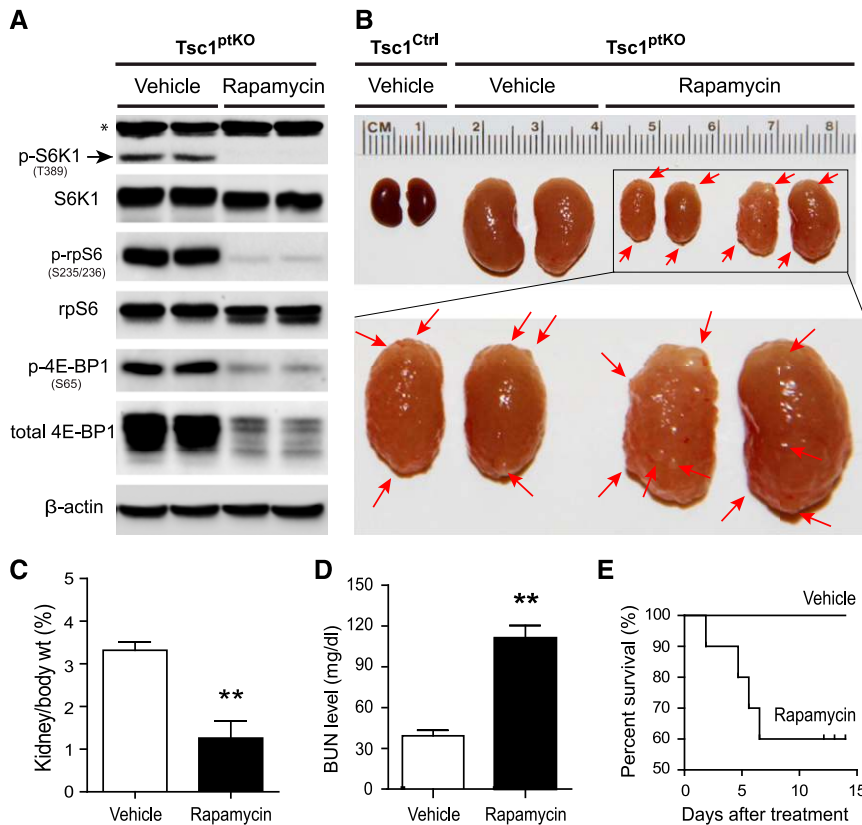 A
Tsc1ptKO
Vehicle Rapamycin
*
p-S6K1
(T389)
S6K1
p-rpS6
(S235/236)
rpS6
p-4E-BP1
(S65)
total 4E-BP1
β-actin
B
Tsc1Ctrl Tsc1ptKO
Vehicle Vehicle Rapamycin
CM 1 2 3 4 5 6 7 8
C
Kidney/body wt (%)
5
4
3
2
1
0
**
Vehicle Rapamycin
D
BUN level (mg/dl)
150
120
90
60
30
0
**
Vehicle Rapamycin
E
Percent survival (%)
100
90
80
70
60
50
Vehicle
Rapamycin
0 5 10 15
Days after treatment